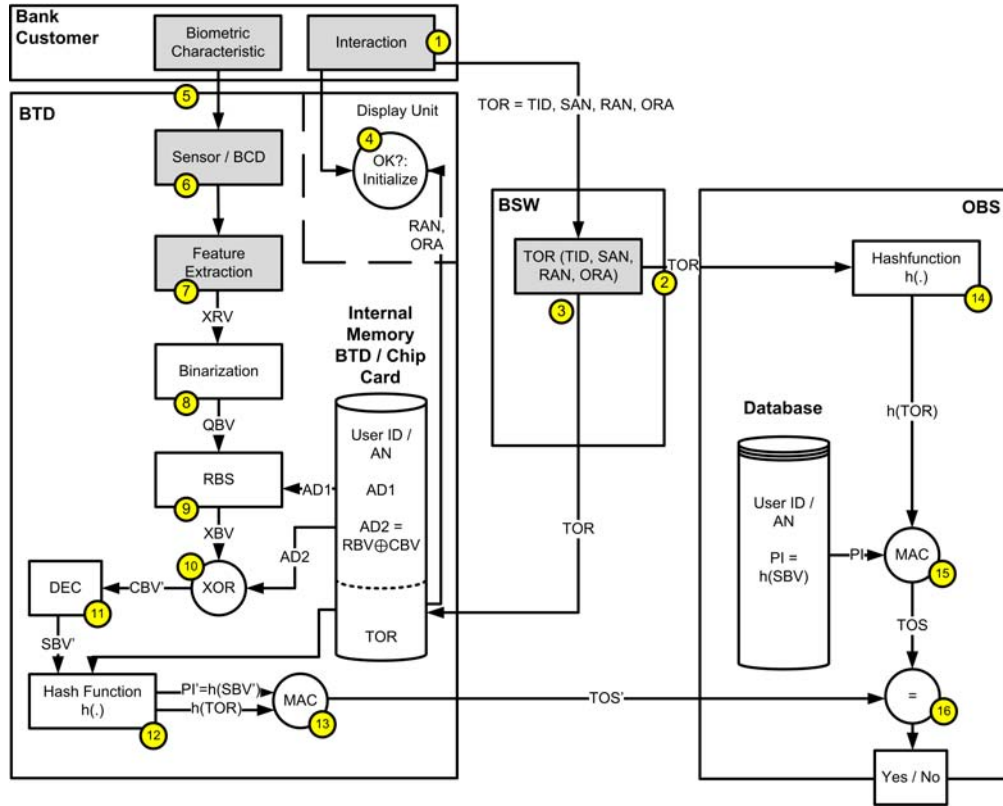 Bank
Customer
Biometric
Characteristic
Interaction
1
TOR = TID, SAN, RAN, ORA
5
BTD
Display Unit
4
OK?:
Initialize
Sensor / BCD
6
RAN,
ORA
BSW
OBS
Feature
Extraction
7
TOR (TID, SAN,
RAN, ORA)
TOR
2
3
Hashfunction
h(.)
14
XRV
Internal
Memory
BTD / Chip
Card
Binarization
8
QBV
h(TOR)
Database
User ID /
AN
AD1
AD2 =
RBV⊕CBV
TOR
RBS
AD1
9
XBV
AD2
TOR
User ID /
AN
PI =
h(SBV)
PI
MAC
15
10
XOR
CBV'
DEC
11
SBV'
TOS
Hash Function
h(.)
12
PI'=h(SBV')
h(TOR)
MAC
13
TOS'
=
16
Yes / No